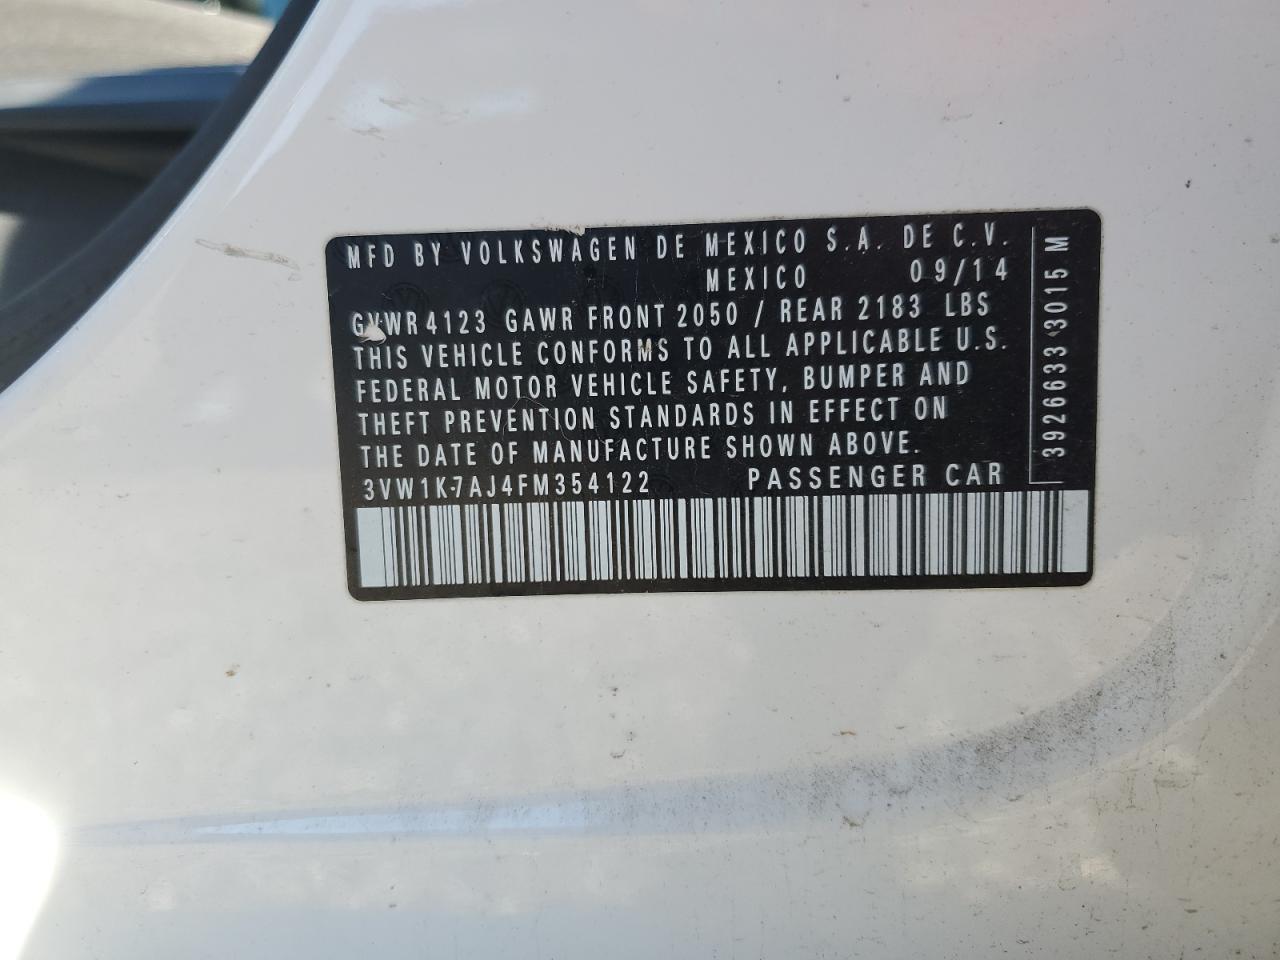 MFD BY VOLKSWAGEN DE MEXICO S.A. DE C.V.
MEXICO 09/14
GVWR 4123 GAWR FRONT 2050 / REAR 2183 LBS
THIS VEHICLE CONFORMS TO ALL APPLICABLE U.S.
FEDERAL MOTOR VEHICLE SAFETY, BUMPER AND
THEFT PREVENTION STANDARDS IN EFFECT ON
THE DATE OF MANUFACTURE SHOWN ABOVE.
3VW1K7AJ4FM354122 PASSENGER CAR
3926633 3015 M